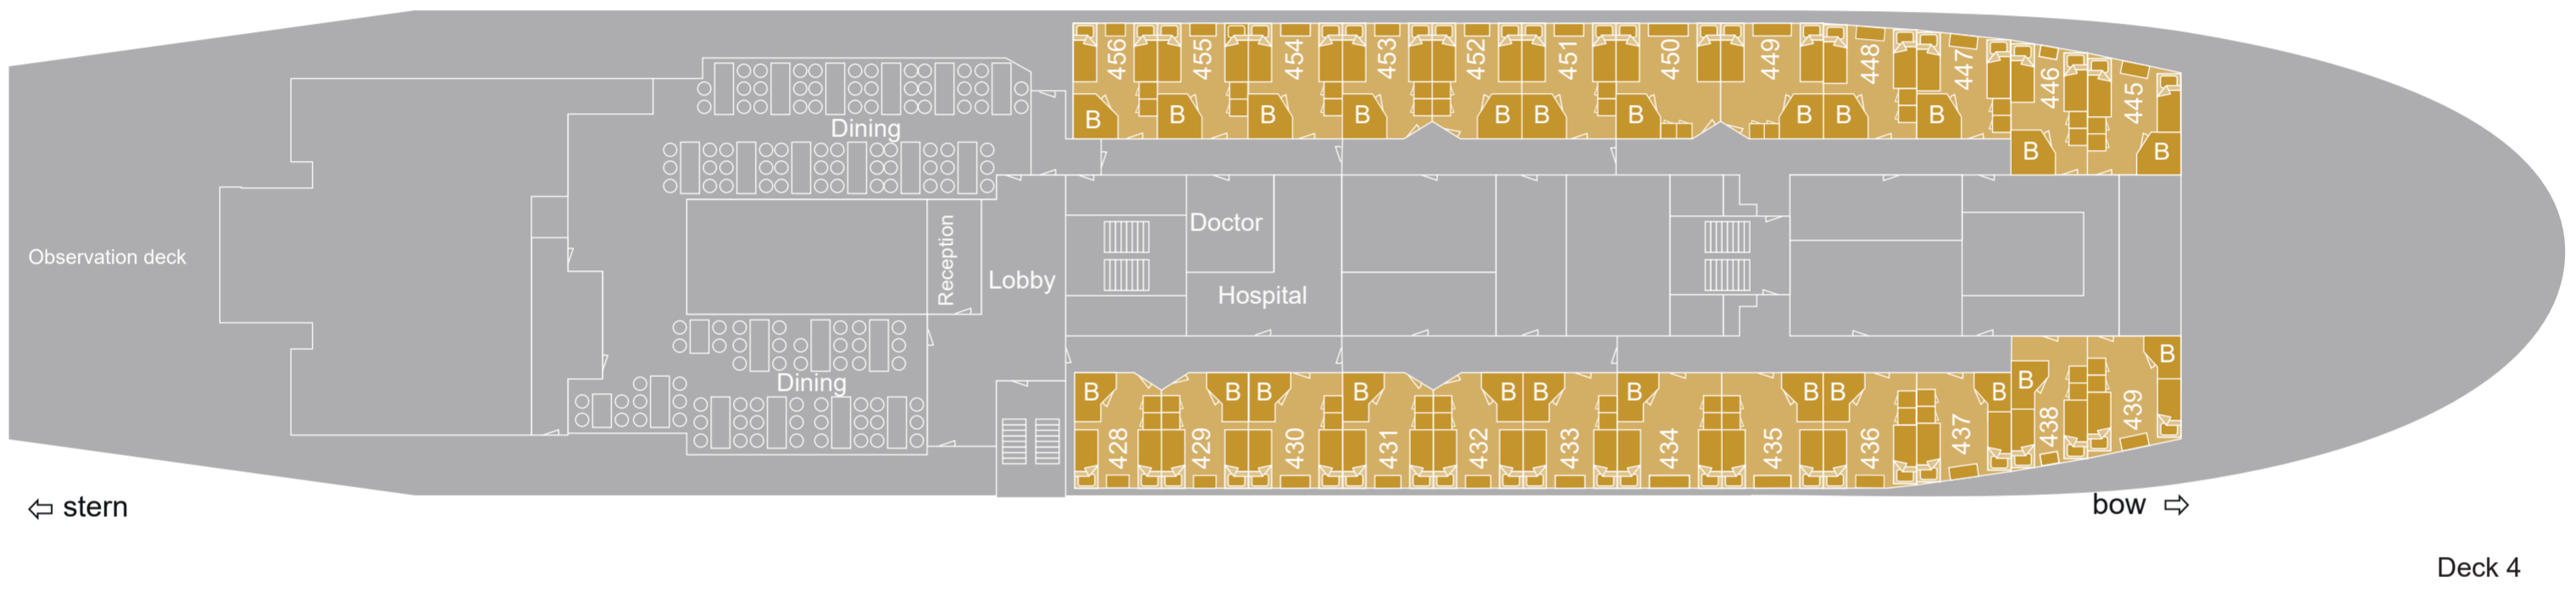 456
455
454
453
452
451
450
449
448
447
446
445
B
B
B
B
B
B
B
B
B
B
B
B
Dining
Doctor
Reception
Observation deck
Lobby
Hospital
Dining
B
B
B
B
B
B
B
B
B
B
B
B
428
429
430
431
432
433
434
435
436
437
438
439
stern
bow
Deck 4